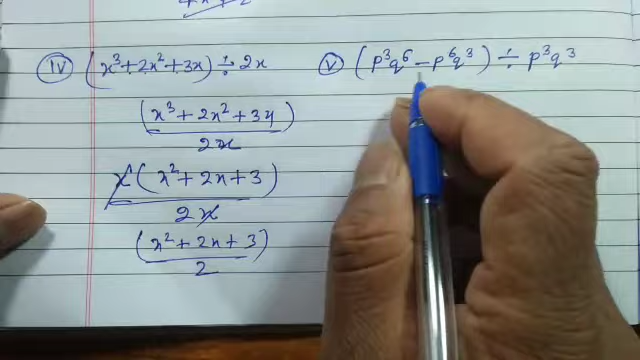 (iv) (x³ + 2x² + 3x) ÷ 2x
(x³ + 2x² + 3x)
2x
x(x² + 2x + 3)
2x
(x² + 2x + 3)
2
(v) (p³q⁶ − p⁶q³) ÷ p³q³